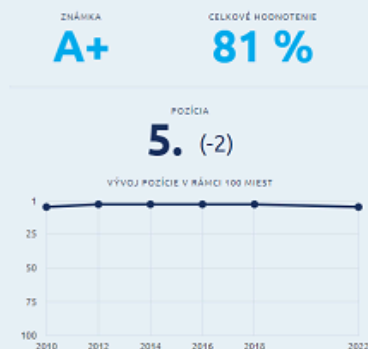 ZNÁMKA CELKOVÉ HODNOTENIE
A+ 81 %
POZÍCIA
5. (-2)
VÝVOJ POZÍCIE V RÁMCI 100 MIEST
1
25
50
75
100
2010 2012 2014 2016 2018 2022